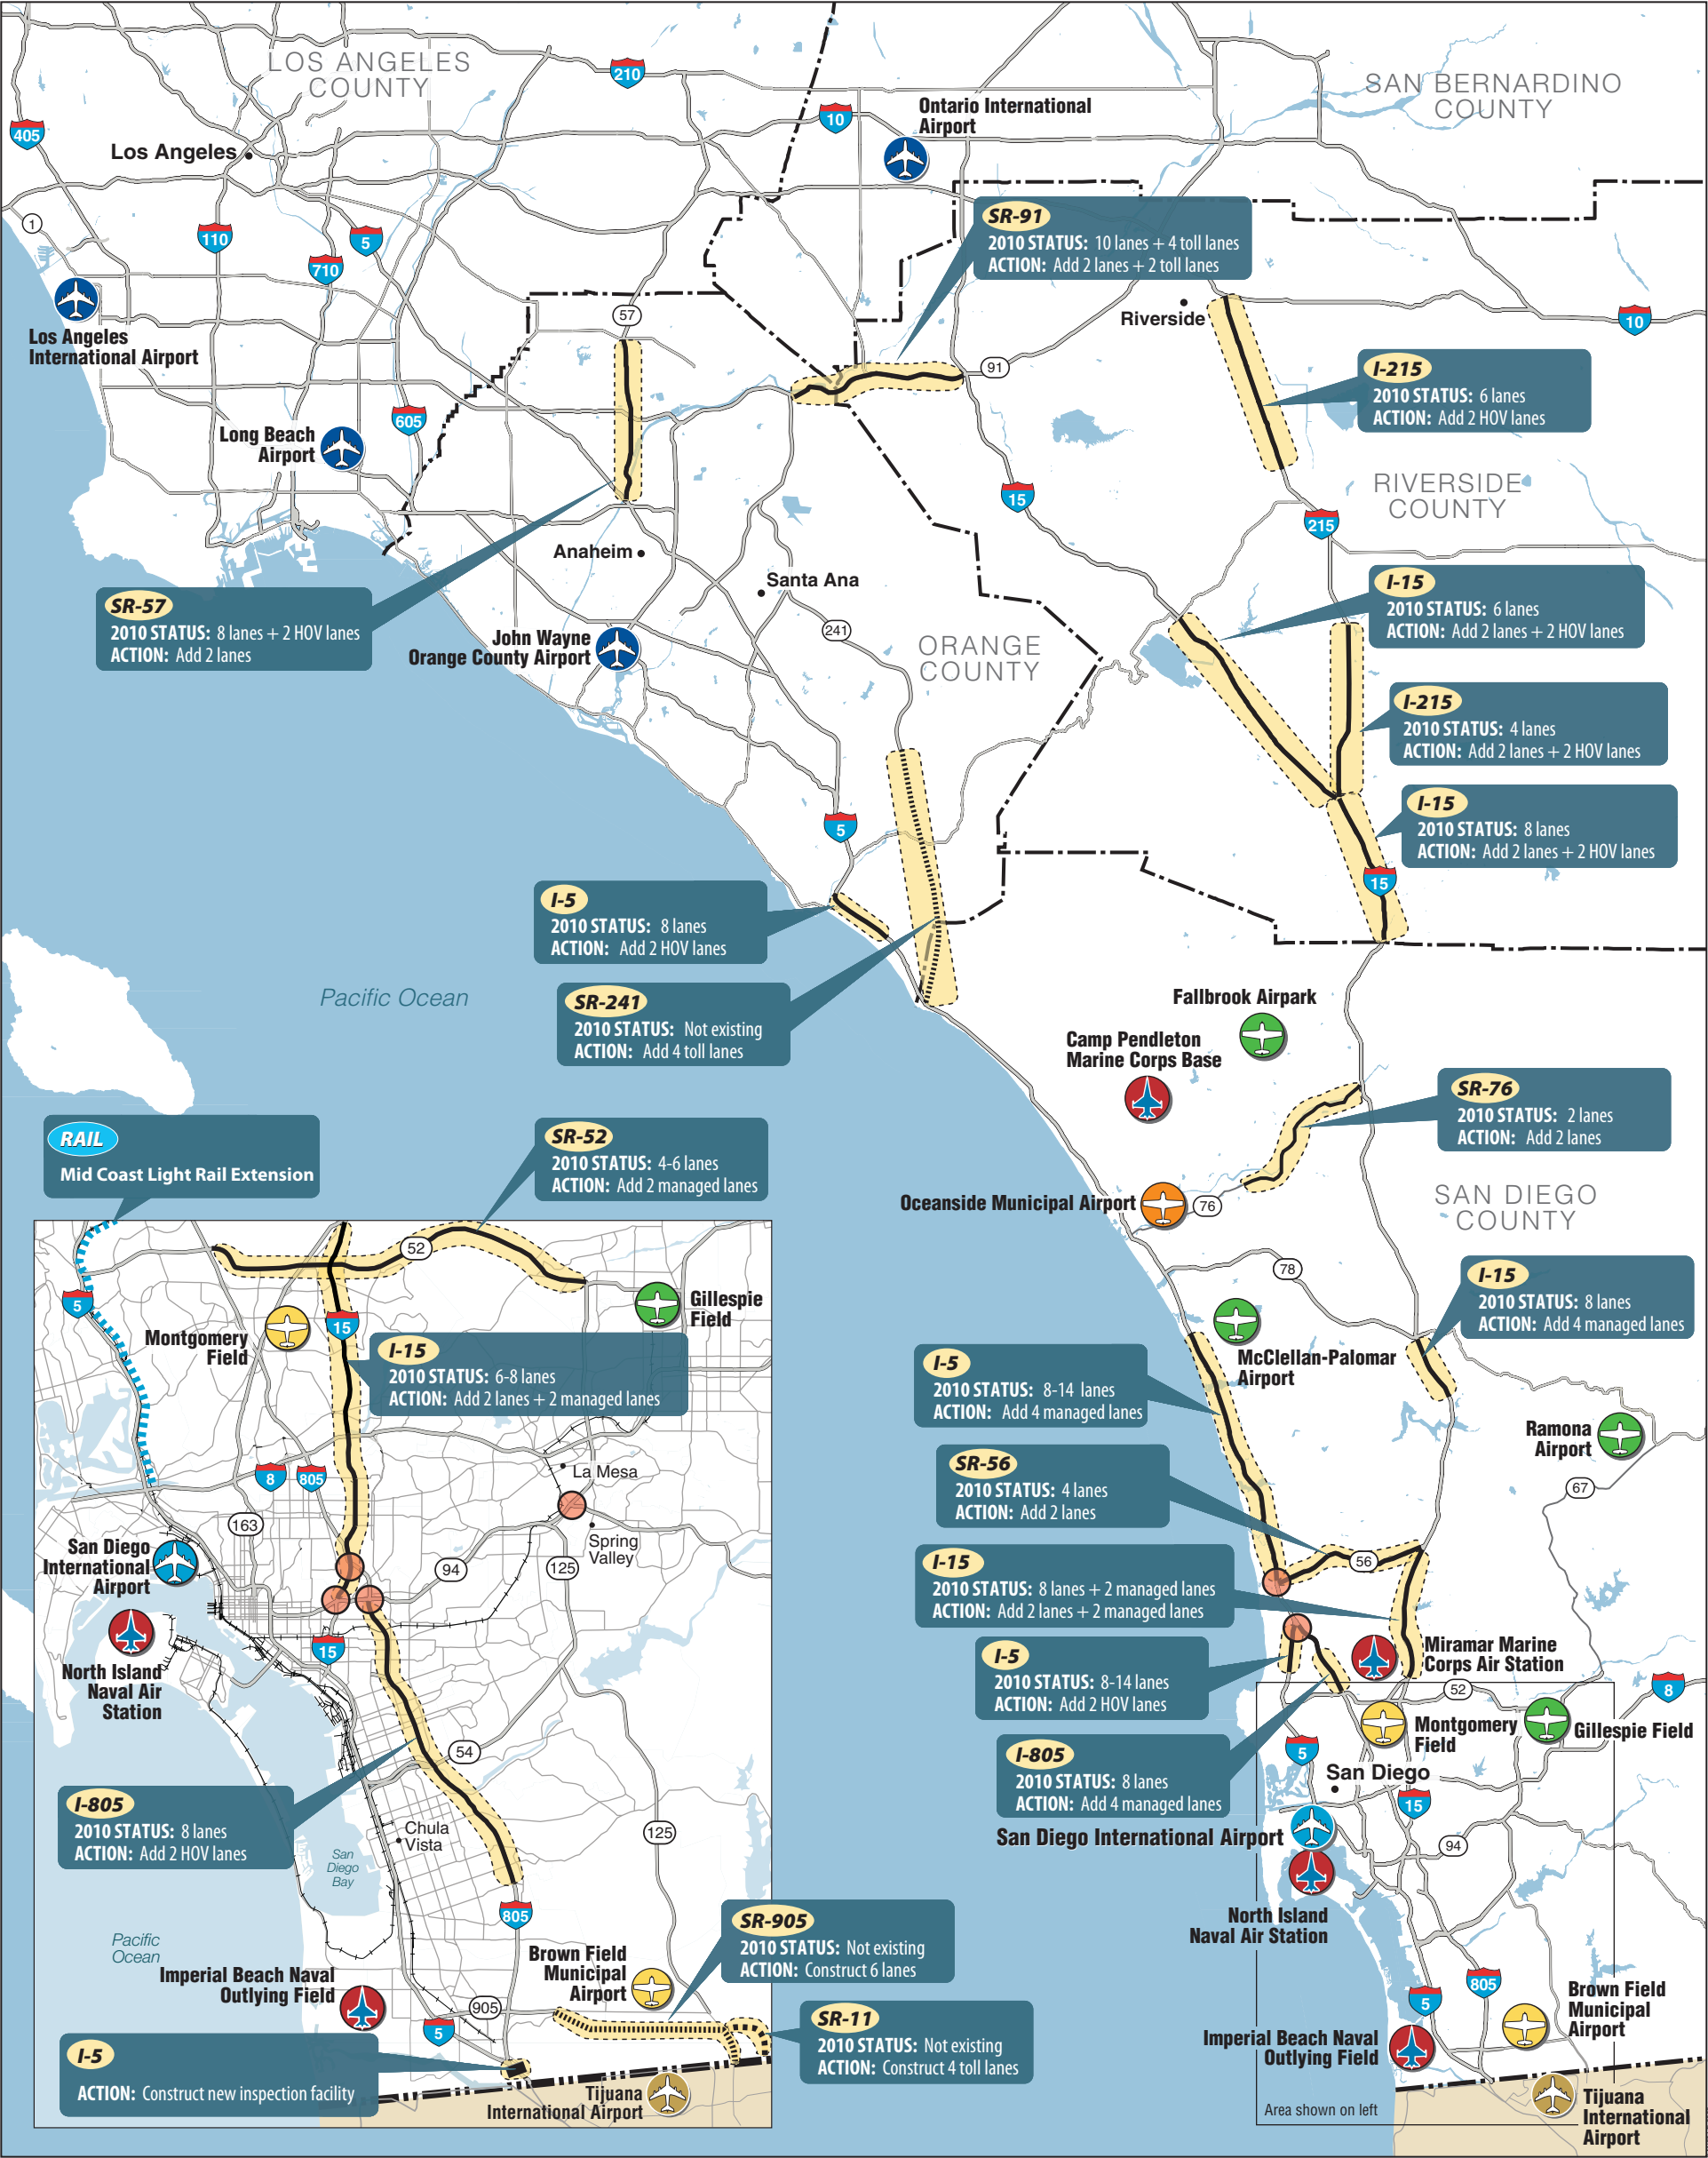 LOS ANGELES
COUNTY
SAN BERNARDINO
COUNTY
210
405
10
Ontario International
Airport
Los Angeles
1
110
5
710
SR-91
2010 STATUS: 10 lanes + 4 toll lanes
ACTION: Add 2 lanes + 2 toll lanes
Los Angeles
International Airport
57
Riverside
10
91
I-215
2010 STATUS: 6 lanes
ACTION: Add 2 HOV lanes
605
Long Beach
Airport
15
RIVERSIDE
COUNTY
215
Anaheim
Santa Ana
SR-57
2010 STATUS: 8 lanes + 2 HOV lanes
ACTION: Add 2 lanes
I-15
2010 STATUS: 6 lanes
ACTION: Add 2 lanes + 2 HOV lanes
John Wayne
Orange County Airport
241
ORANGE
COUNTY
I-215
2010 STATUS: 4 lanes
ACTION: Add 2 lanes + 2 HOV lanes
5
I-15
2010 STATUS: 8 lanes
ACTION: Add 2 lanes + 2 HOV lanes
15
I-5
2010 STATUS: 8 lanes
ACTION: Add 2 HOV lanes
Pacific Ocean
SR-241
2010 STATUS: Not existing
ACTION: Add 4 toll lanes
Fallbrook Airpark
Camp Pendleton
Marine Corps Base
SR-76
2010 STATUS: 2 lanes
ACTION: Add 2 lanes
RAIL
Mid Coast Light Rail Extension
SR-52
2010 STATUS: 4-6 lanes
ACTION: Add 2 managed lanes
Oceanside Municipal Airport
76
SAN DIEGO
COUNTY
78
I-15
2010 STATUS: 8 lanes
ACTION: Add 4 managed lanes
52
5
Gillespie
Field
Montgomery
Field
15
I-15
2010 STATUS: 6-8 lanes
ACTION: Add 2 lanes + 2 managed lanes
McClellan-Palomar
Airport
I-5
2010 STATUS: 8-14 lanes
ACTION: Add 4 managed lanes
Ramona
Airport
8
805
La Mesa
SR-56
2010 STATUS: 4 lanes
ACTION: Add 2 lanes
67
163
Spring
Valley
San Diego
International
Airport
94
125
56
I-15
2010 STATUS: 8 lanes + 2 managed lanes
ACTION: Add 2 lanes + 2 managed lanes
North Island
Naval Air
Station
15
I-5
2010 STATUS: 8-14 lanes
ACTION: Add 2 HOV lanes
Miramar Marine
Corps Air Station
52
8
54
I-805
2010 STATUS: 8 lanes
ACTION: Add 4 managed lanes
Montgomery
Field
Gillespie Field
5
San Diego
15
I-805
2010 STATUS: 8 lanes
ACTION: Add 2 HOV lanes
Chula
Vista
125
San
Diego
Bay
San Diego International Airport
94
805
North Island
Naval Air Station
Pacific
Ocean
SR-905
2010 STATUS: Not existing
ACTION: Construct 6 lanes
Brown Field
Municipal
Airport
Imperial Beach Naval
Outlying Field
905
5
805
5
Brown Field
Municipal
Airport
SR-11
2010 STATUS: Not existing
ACTION: Construct 4 toll lanes
Imperial Beach Naval
Outlying Field
I-5
ACTION: Construct new inspection facility
Tijuana
International Airport
Area shown on left
Tijuana
International
Airport